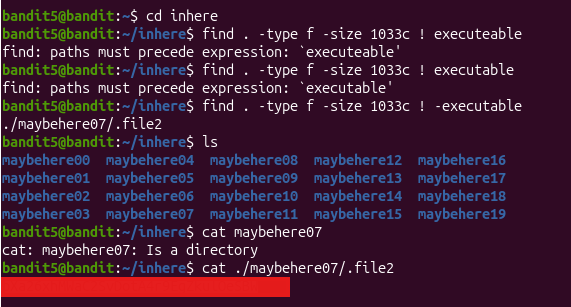 bandit5@bandit:~$ cd inhere
bandit5@bandit:~/inhere$ find . -type f -size 1033c ! executeable
find: paths must precede expression: `executeable'
bandit5@bandit:~/inhere$ find . -type f -size 1033c ! executable
find: paths must precede expression: `executable'
bandit5@bandit:~/inhere$ find . -type f -size 1033c ! -executable
./maybehere07/.file2
bandit5@bandit:~/inhere$ ls
maybehere00  maybehere04  maybehere08  maybehere12  maybehere16
maybehere01  maybehere05  maybehere09  maybehere13  maybehere17
maybehere02  maybehere06  maybehere10  maybehere14  maybehere18
maybehere03  maybehere07  maybehere11  maybehere15  maybehere19
bandit5@bandit:~/inhere$ cat maybehere07
cat: maybehere07: Is a directory
bandit5@bandit:~/inhere$ cat ./maybehere07/.file2